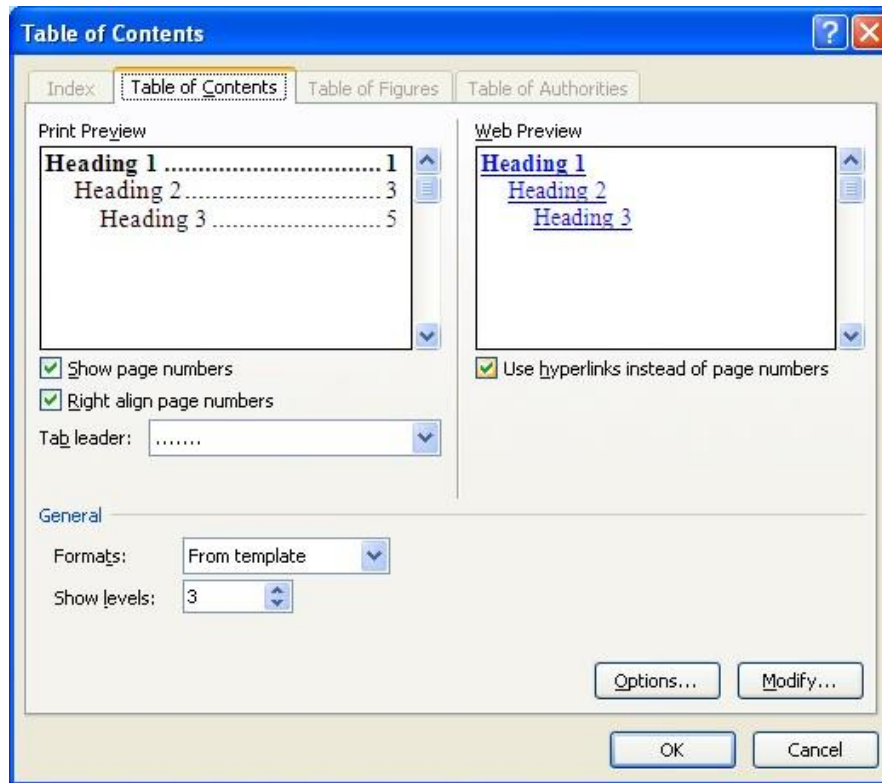 Table of Contents
Index Table of Contents Table of Figures Table of Authorities
Print Preview
Heading 1 ................................ 1
Heading 2 ............................. 3
Heading 3 ......................... 5
Web Preview
Heading 1
Heading 2
Heading 3
Show page numbers
Right align page numbers
Tab leader: .......
Use hyperlinks instead of page numbers
General
Formats: From template
Show levels: 3
Options... Modify...
OK Cancel